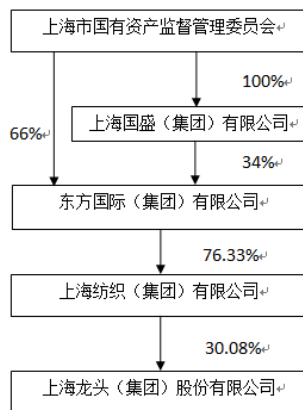 上海市国有资产监督管理委员会
100%
66%
上海国盛（集团）有限公司
34%
东方国际（集团）有限公司
76.33%
上海纺织（集团）有限公司
30.08%
上海龙头（集团）股份有限公司